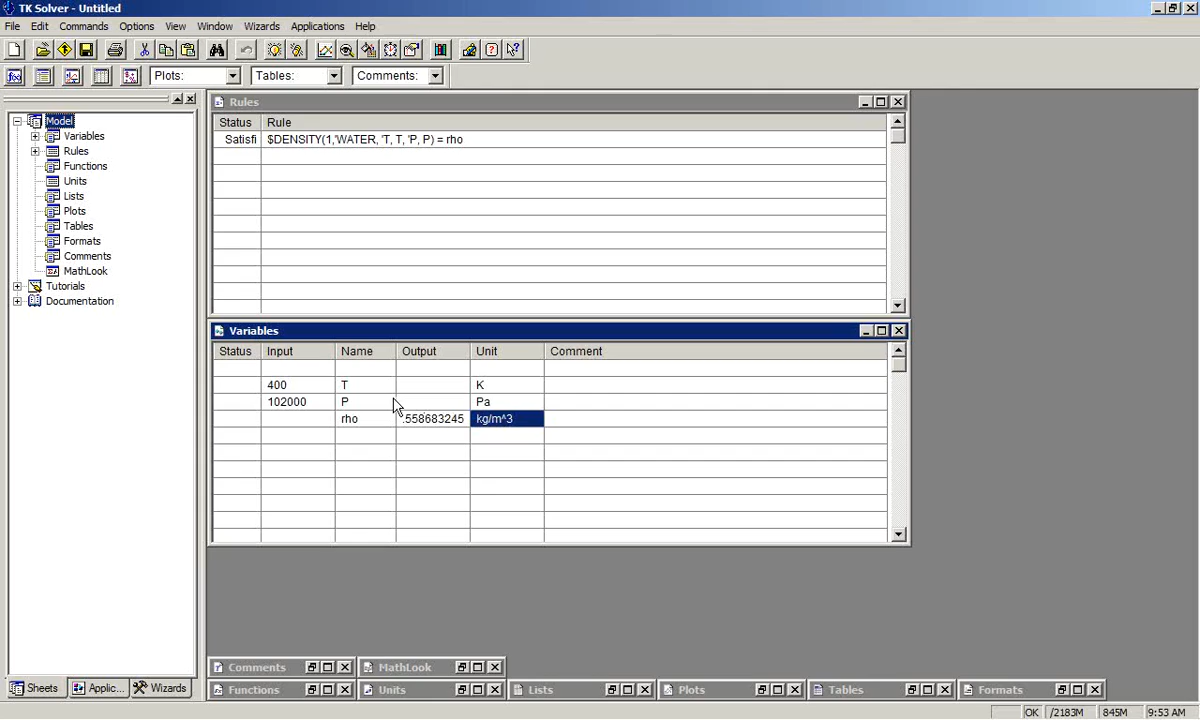 TK Solver - Untitled
File Edit Commands Options View Window Wizards Applications Help
Plots: Tables: Comments:
Model
Variables
Rules
Functions
Units
Lists
Plots
Tables
Formats
Comments
MathLook
Tutorials
Documentation
Sheets Applic... Wizards
Rules
Status Rule
Satisfi $DENSITY(1,'WATER, 'T, T, 'P, P) = rho
Variables
Status Input Name Output Unit Comment
400 T K
102000 P Pa
rho .558683245 kg/m^3
Comments MathLook
Functions Units Lists Plots Tables Formats
OK /2183M 845M 9:53 AM